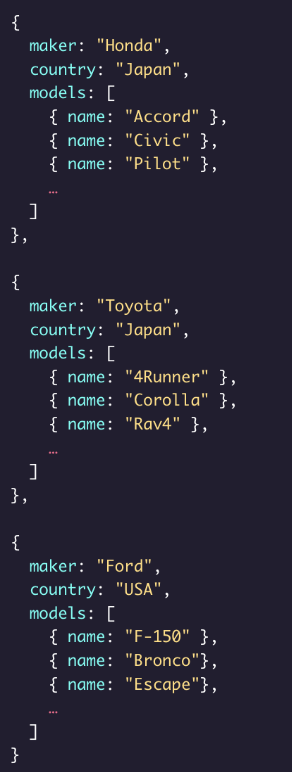 {
  maker: "Honda",
  country: "Japan",
  models: [
    { name: "Accord" },
    { name: "Civic" },
    { name: "Pilot" },
    …
  ]
},

{
  maker: "Toyota",
  country: "Japan",
  models: [
    { name: "4Runner" },
    { name: "Corolla" },
    { name: "Rav4" },
    …
  ]
},

{
  maker: "Ford",
  country: "USA",
  models: [
    { name: "F-150" },
    { name: "Bronco"},
    { name: "Escape"},
    …
  ]
}